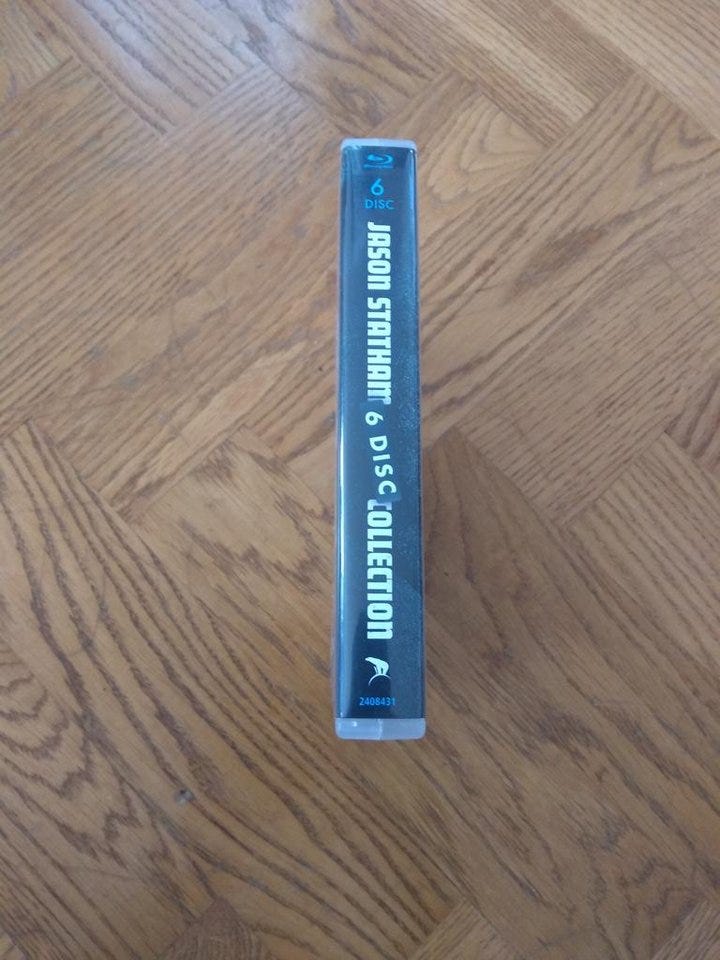 6
DISC
JASON STATHAM
6 DISC
COLLECTION
2408431